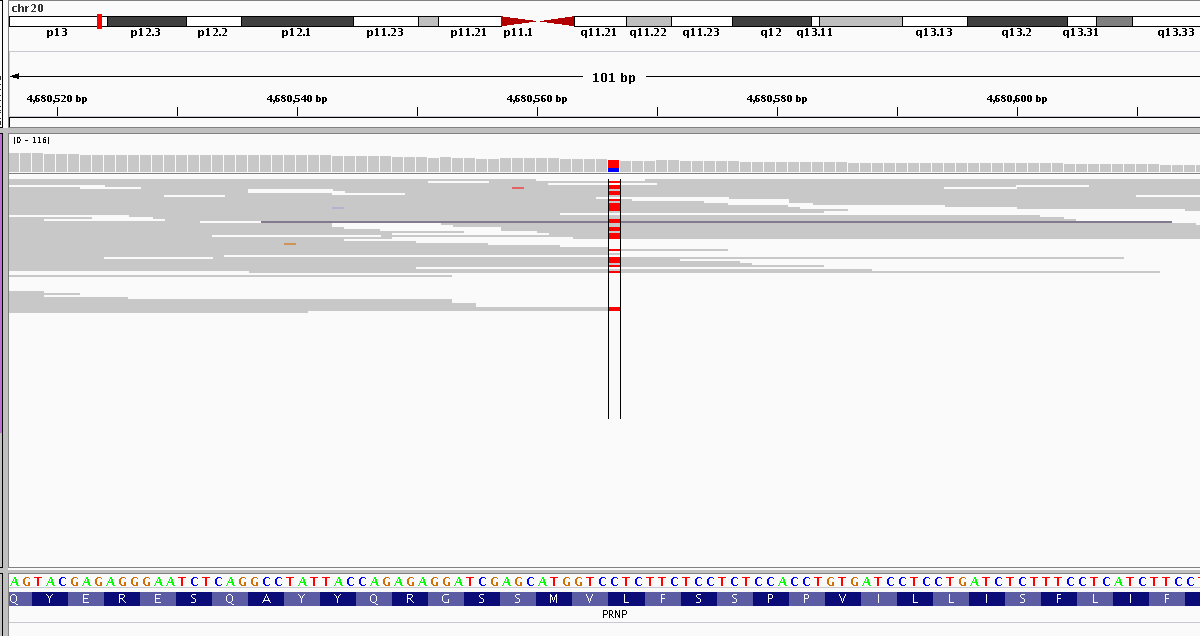 chr20
p13 p12.3 p12.2 p12.1 p11.23 p11.21 p11.1 q11.21 q11.22 q11.23 q12 q13.11 q13.13 q13.2 q13.31 q13.33
101 bp
4,680,520 bp 4,680,540 bp 4,680,560 bp 4,680,580 bp 4,680,600 bp
[0 - 116]
AGTACGAGAGGGAATCTCAGGCCTATTACCAGAGAGGATCGAGCATGGTCCTCTTCTCCTCTCCACCTGTGATCCTCCTGATCTCTTTCCTCATCTTCC
Q Y E R E S Q A Y Y Q R G S S M V L F S S P P V I L L I S F L I F
PRNP